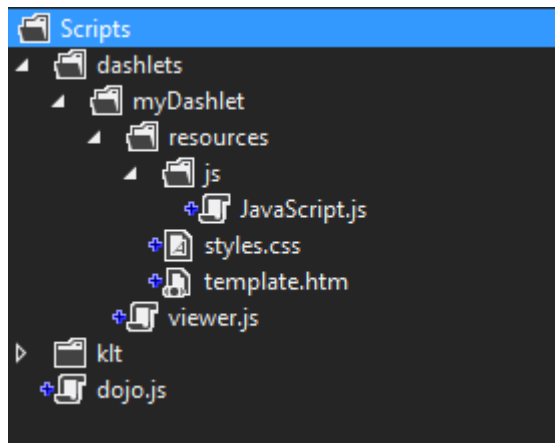 Scripts
dashlets
myDashlet
resources
js
JavaScript.js
styles.css
template.htm
viewer.js
klt
dojo.js